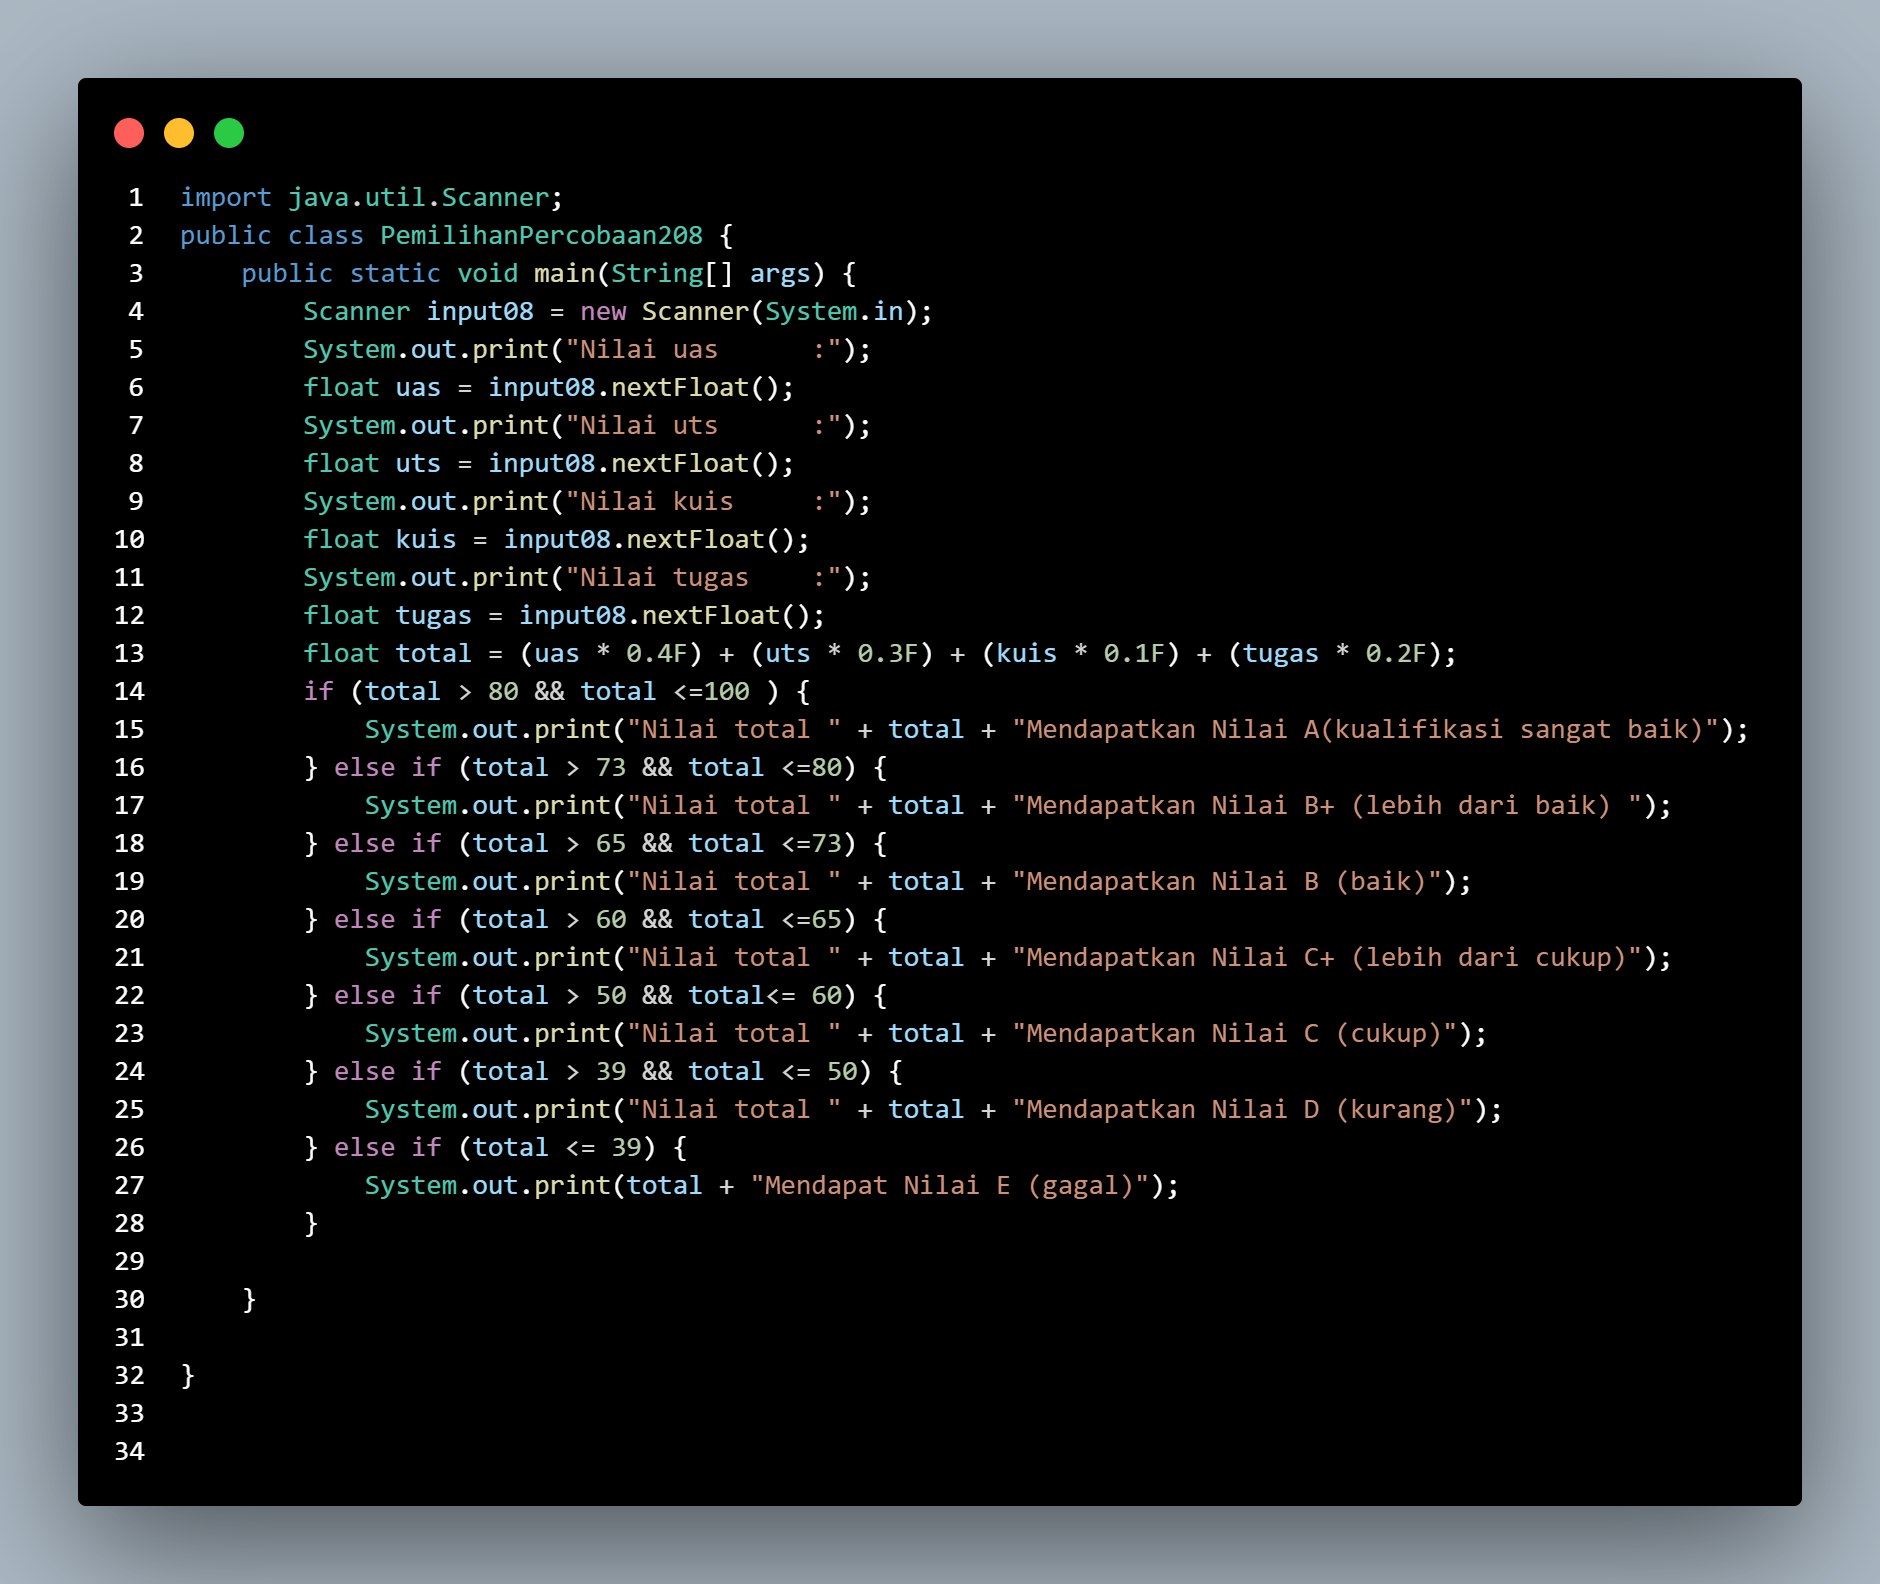 1 import java.util.Scanner;
2 public class PemilihanPercobaan208 {
3     public static void main(String[] args) {
4         Scanner input08 = new Scanner(System.in);
5         System.out.print("Nilai uas      :");
6         float uas = input08.nextFloat();
7         System.out.print("Nilai uts      :");
8         float uts = input08.nextFloat();
9         System.out.print("Nilai kuis     :");
10         float kuis = input08.nextFloat();
11         System.out.print("Nilai tugas    :");
12         float tugas = input08.nextFloat();
13         float total = (uas * 0.4F) + (uts * 0.3F) + (kuis * 0.1F) + (tugas * 0.2F);
14         if (total > 80 && total <=100 ) {
15             System.out.print("Nilai total " + total + "Mendapatkan Nilai A(kualifikasi sangat baik)");
16         } else if (total > 73 && total <=80) {
17             System.out.print("Nilai total " + total + "Mendapatkan Nilai B+ (lebih dari baik) ");
18         } else if (total > 65 && total <=73) {
19             System.out.print("Nilai total " + total + "Mendapatkan Nilai B (baik)");
20         } else if (total > 60 && total <=65) {
21             System.out.print("Nilai total " + total + "Mendapatkan Nilai C+ (lebih dari cukup)");
22         } else if (total > 50 && total<= 60) {
23             System.out.print("Nilai total " + total + "Mendapatkan Nilai C (cukup)");
24         } else if (total > 39 && total <= 50) {
25             System.out.print("Nilai total " + total + "Mendapatkan Nilai D (kurang)");
26         } else if (total <= 39) {
27             System.out.print(total + "Mendapat Nilai E (gagal)");
28         }
29
30     }
31
32 }
33
34